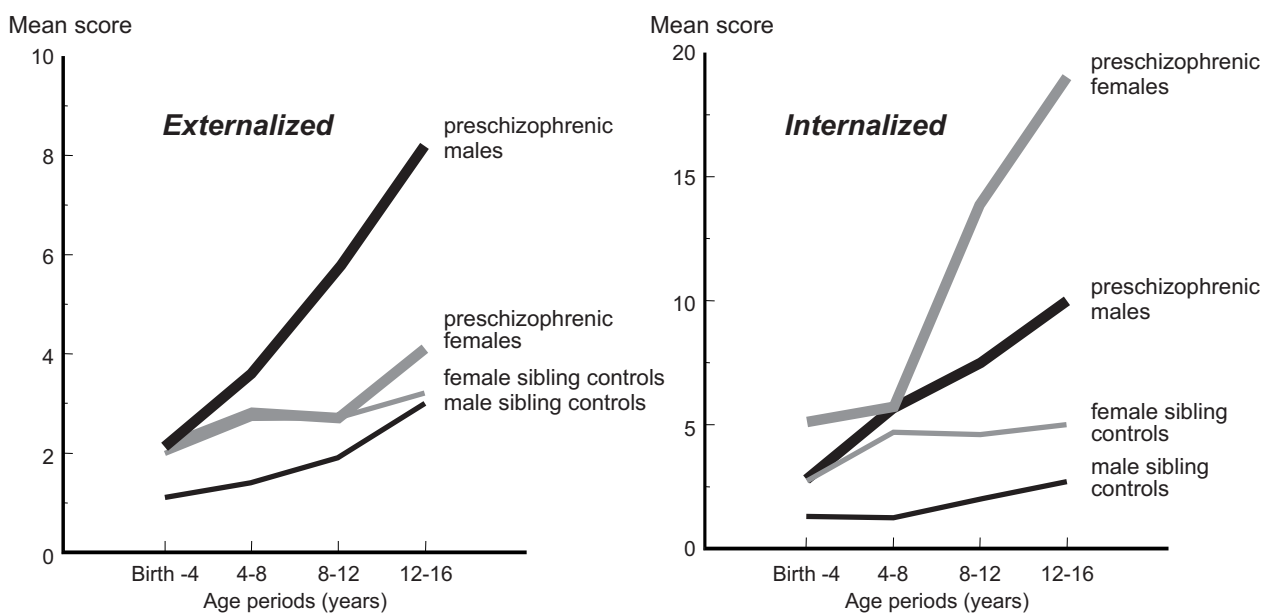 Mean score
10
8
6
4
2
0
Externalized
preschizophrenic
males
preschizophrenic
females
female sibling controls
male sibling controls
Birth -4
4-8
8-12
12-16
Age periods (years)
Mean score
20
15
10
5
0
Internalized
preschizophrenic
females
preschizophrenic
males
female sibling
controls
male sibling
controls
Birth -4
4-8
8-12
12-16
Age periods (years)